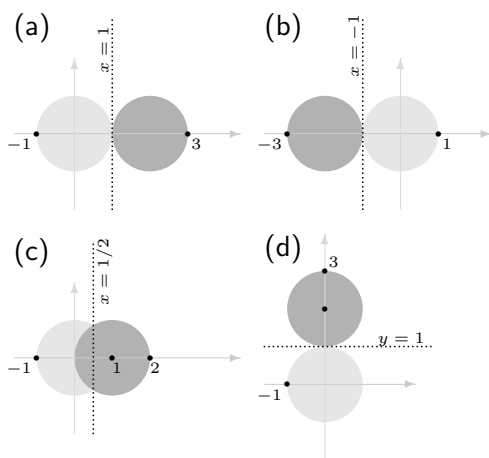 (a)
x = 1
−1
3
(b)
x = −1
−3
1
(c)
x = 1/2
−1
1
2
(d)
3
y = 1
−1